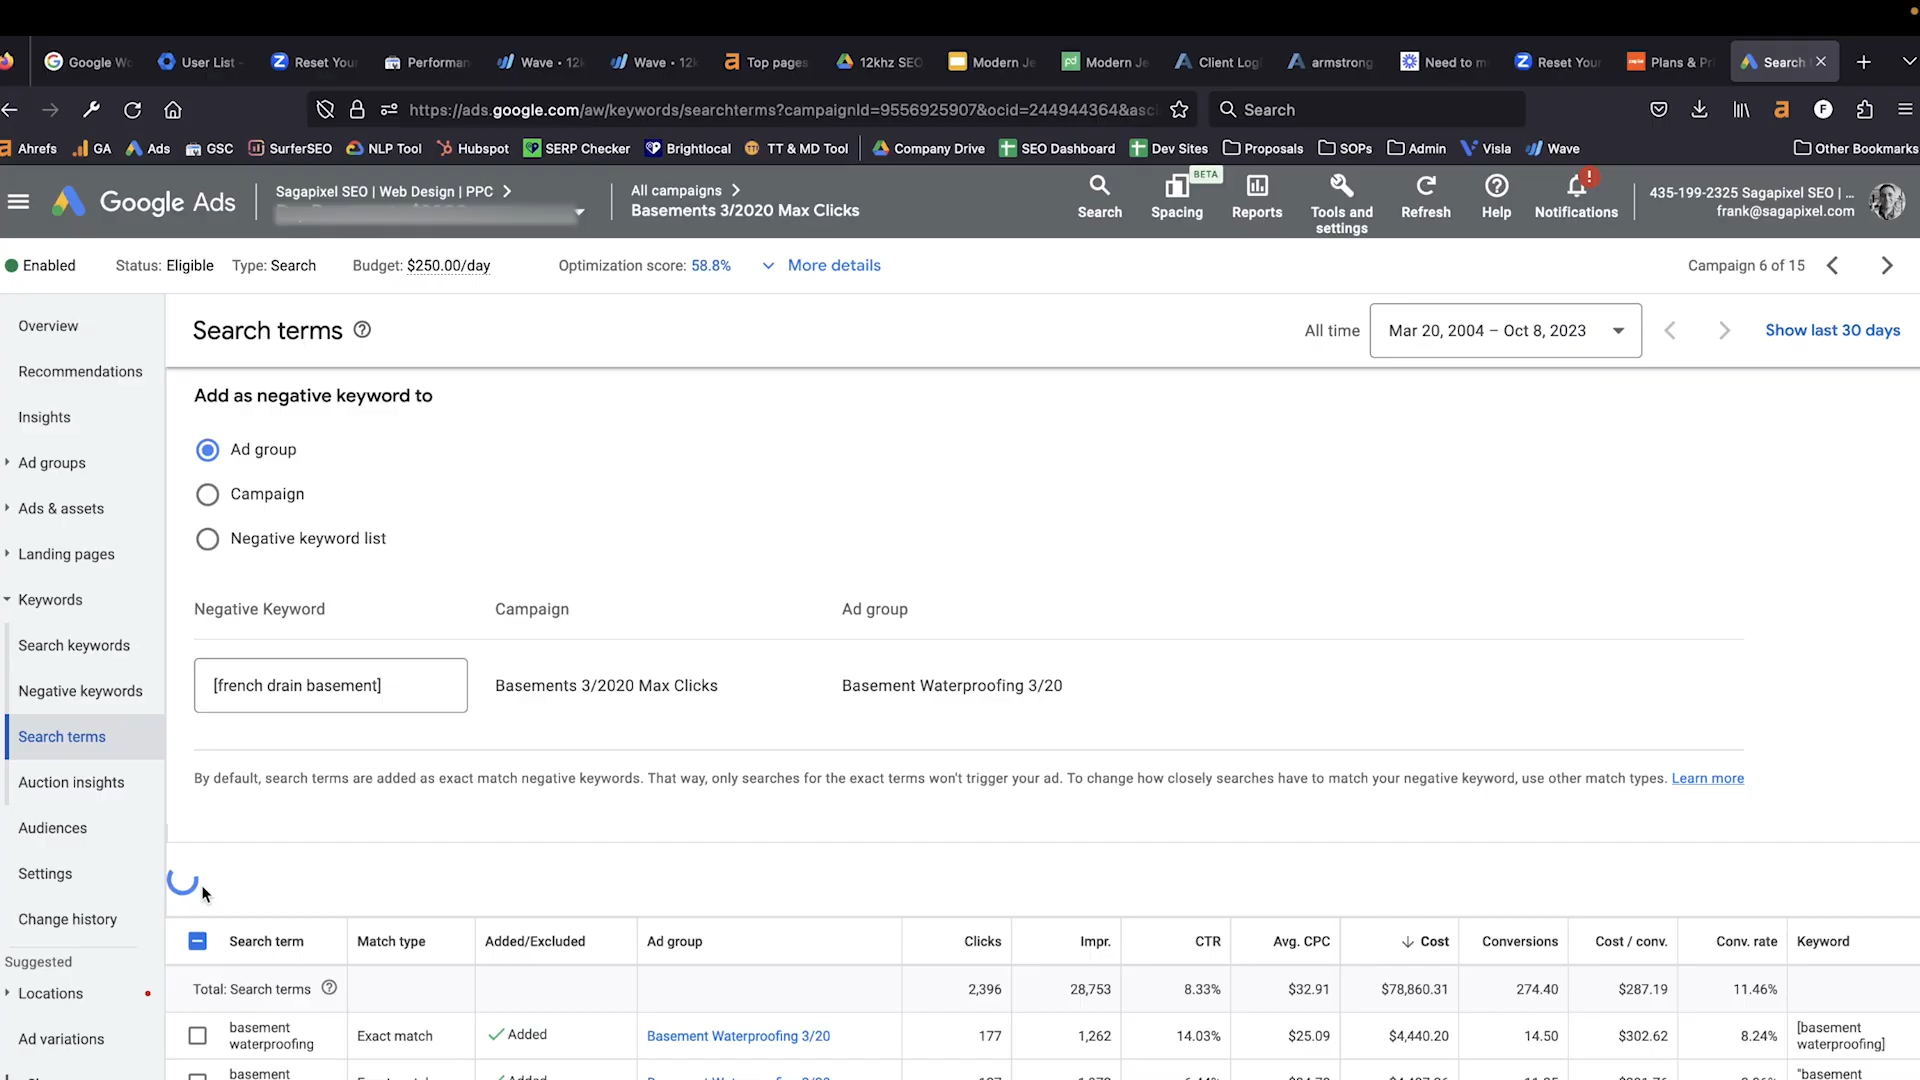 Google Wo
User List -
Reset Your
Performan
Wave • 12k
Wave • 12k
Top pages
12khz SEO
Modern Je
Modern Je
Client Logi
armstrong
Need to m
Reset Your
Plans & Pr
Search
https://ads.google.com/aw/keywords/searchterms?campaignId=9556925907&ocid=244944364&asc
Search
Ahrefs
GA
Ads
GSC
SurferSEO
NLP Tool
Hubspot
SERP Checker
Brightlocal
TT & MD Tool
Company Drive
SEO Dashboard
Dev Sites
Proposals
SOPs
Admin
Visla
Wave
Other Bookmarks
Google Ads
Sagapixel SEO | Web Design | PPC
All campaigns
Basements 3/2020 Max Clicks
Search
BETA
Spacing
Reports
Tools and
settings
Refresh
Help
Notifications
435-199-2325 Sagapixel SEO | ...
frank@sagapixel.com
Enabled
Status: Eligible
Type: Search
Budget: $250.00/day
Optimization score: 58.8%
More details
Campaign 6 of 15
Overview
Recommendations
Insights
Ad groups
Ads & assets
Landing pages
Keywords
Search keywords
Negative keywords
Search terms
Auction insights
Audiences
Settings
Change history
Suggested
Locations
Ad variations
Search terms
All time
Mar 20, 2004 – Oct 8, 2023
Show last 30 days
Add as negative keyword to
Ad group
Campaign
Negative keyword list
Negative Keyword Campaign Ad group
[french drain basement] Basements 3/2020 Max Clicks Basement Waterproofing 3/20
By default, search terms are added as exact match negative keywords. That way, only searches for the exact terms won't trigger your ad. To change how closely searches have to match your negative keyword, use other match types. Learn more
Search term Match type Added/Excluded Ad group Clicks Impr. CTR Avg. CPC Cost Conversions Cost / conv. Conv. rate Keyword
Total: Search terms 2,396 28,753 8.33% $32.91 $78,860.31 274.40 $287.19 11.46%
basement
waterproofing
Exact match Added Basement Waterproofing 3/20 177 1,262 14.03% $25.09 $4,440.20 14.50 $302.62 8.24%
[basement
waterproofing]
basement
"basement